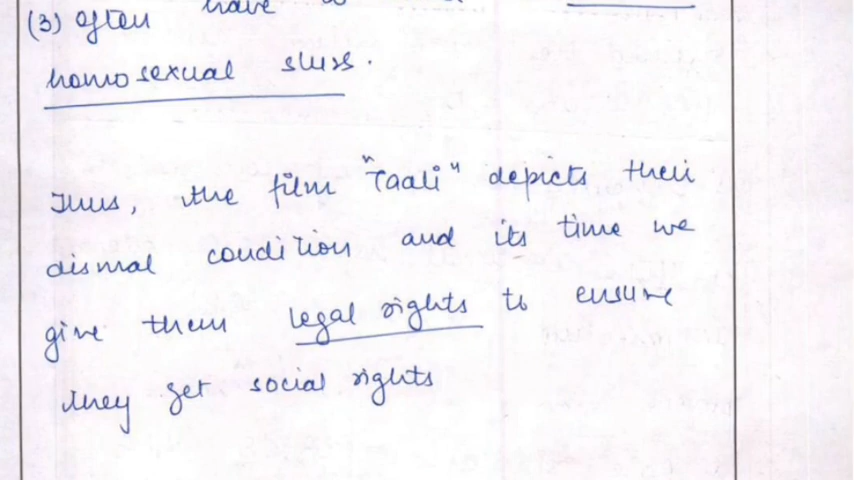 (3) Often have
homosexual slurs.
Thus, the film "Taali" depicts their
dismal condition and its time we
give them legal rights to ensure
they get social rights